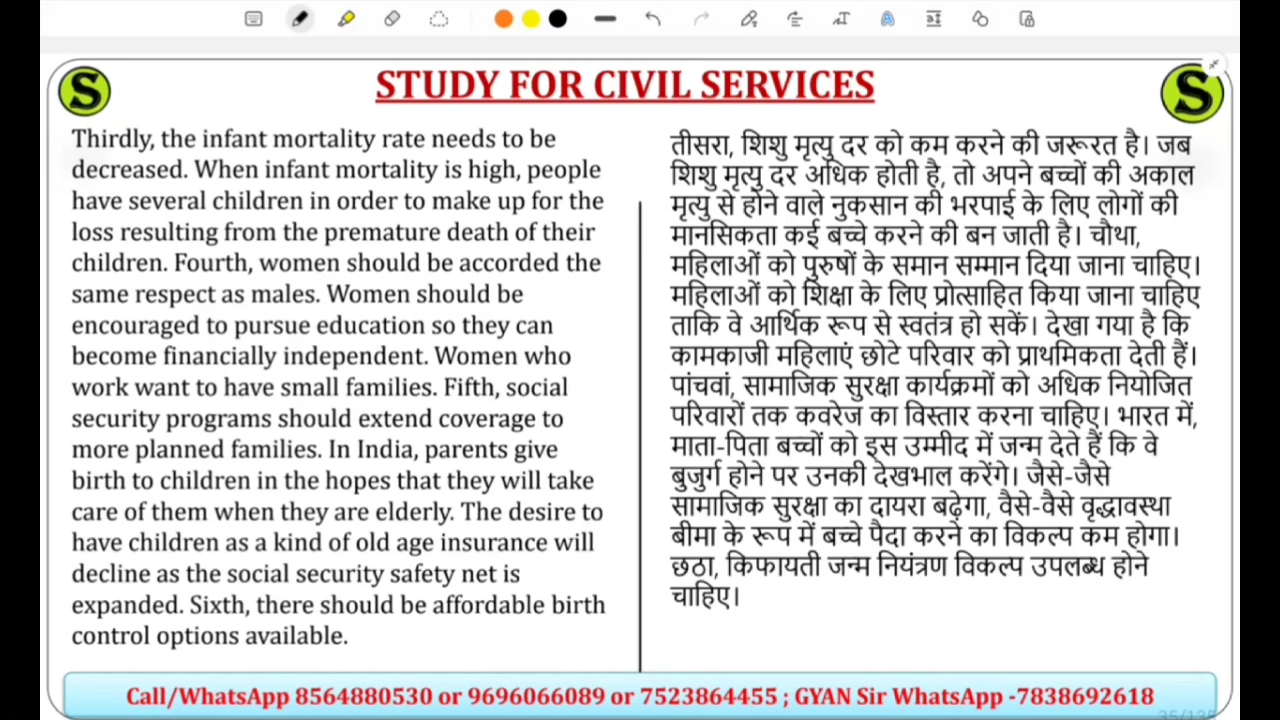 S
STUDY FOR CIVIL SERVICES
S
Thirdly, the infant mortality rate needs to be
decreased. When infant mortality is high, people
have several children in order to make up for the
loss resulting from the premature death of their
children. Fourth, women should be accorded the
same respect as males. Women should be
encouraged to pursue education so they can
become financially independent. Women who
work want to have small families. Fifth, social
security programs should extend coverage to
more planned families. In India, parents give
birth to children in the hopes that they will take
care of them when they are elderly. The desire to
have children as a kind of old age insurance will
decline as the social security safety net is
expanded. Sixth, there should be affordable birth
control options available.
तीसरा, शिशु मृत्यु दर को कम करने की जरूरत है। जब
शिशु मृत्यु दर अधिक होती है, तो अपने बच्चों की अकाल
मृत्यु से होने वाले नुकसान की भरपाई के लिए लोगों की
मानसिकता कई बच्चे करने की बन जाती है। चौथा,
महिलाओं को पुरुषों के समान सम्मान दिया जाना चाहिए।
महिलाओं को शिक्षा के लिए प्रोत्साहित किया जाना चाहिए
ताकि वे आर्थिक रूप से स्वतंत्र हो सकें। देखा गया है कि
कामकाजी महिलाएं छोटे परिवार को प्राथमिकता देती हैं।
पांचवां, सामाजिक सुरक्षा कार्यक्रमों को अधिक नियोजित
परिवारों तक कवरेज का विस्तार करना चाहिए। भारत में,
माता-पिता बच्चों को इस उम्मीद में जन्म देते हैं कि वे
बुजुर्ग होने पर उनकी देखभाल करेंगे। जैसे-जैसे
सामाजिक सुरक्षा का दायरा बढ़ेगा, वैसे-वैसे वृद्धावस्था
बीमा के रूप में बच्चे पैदा करने का विकल्प कम होगा।
छठा, किफायती जन्म नियंत्रण विकल्प उपलब्ध होने
चाहिए।
Call/WhatsApp 8564880530 or 9696066089 or 7523864455 ; GYAN Sir WhatsApp -7838692618